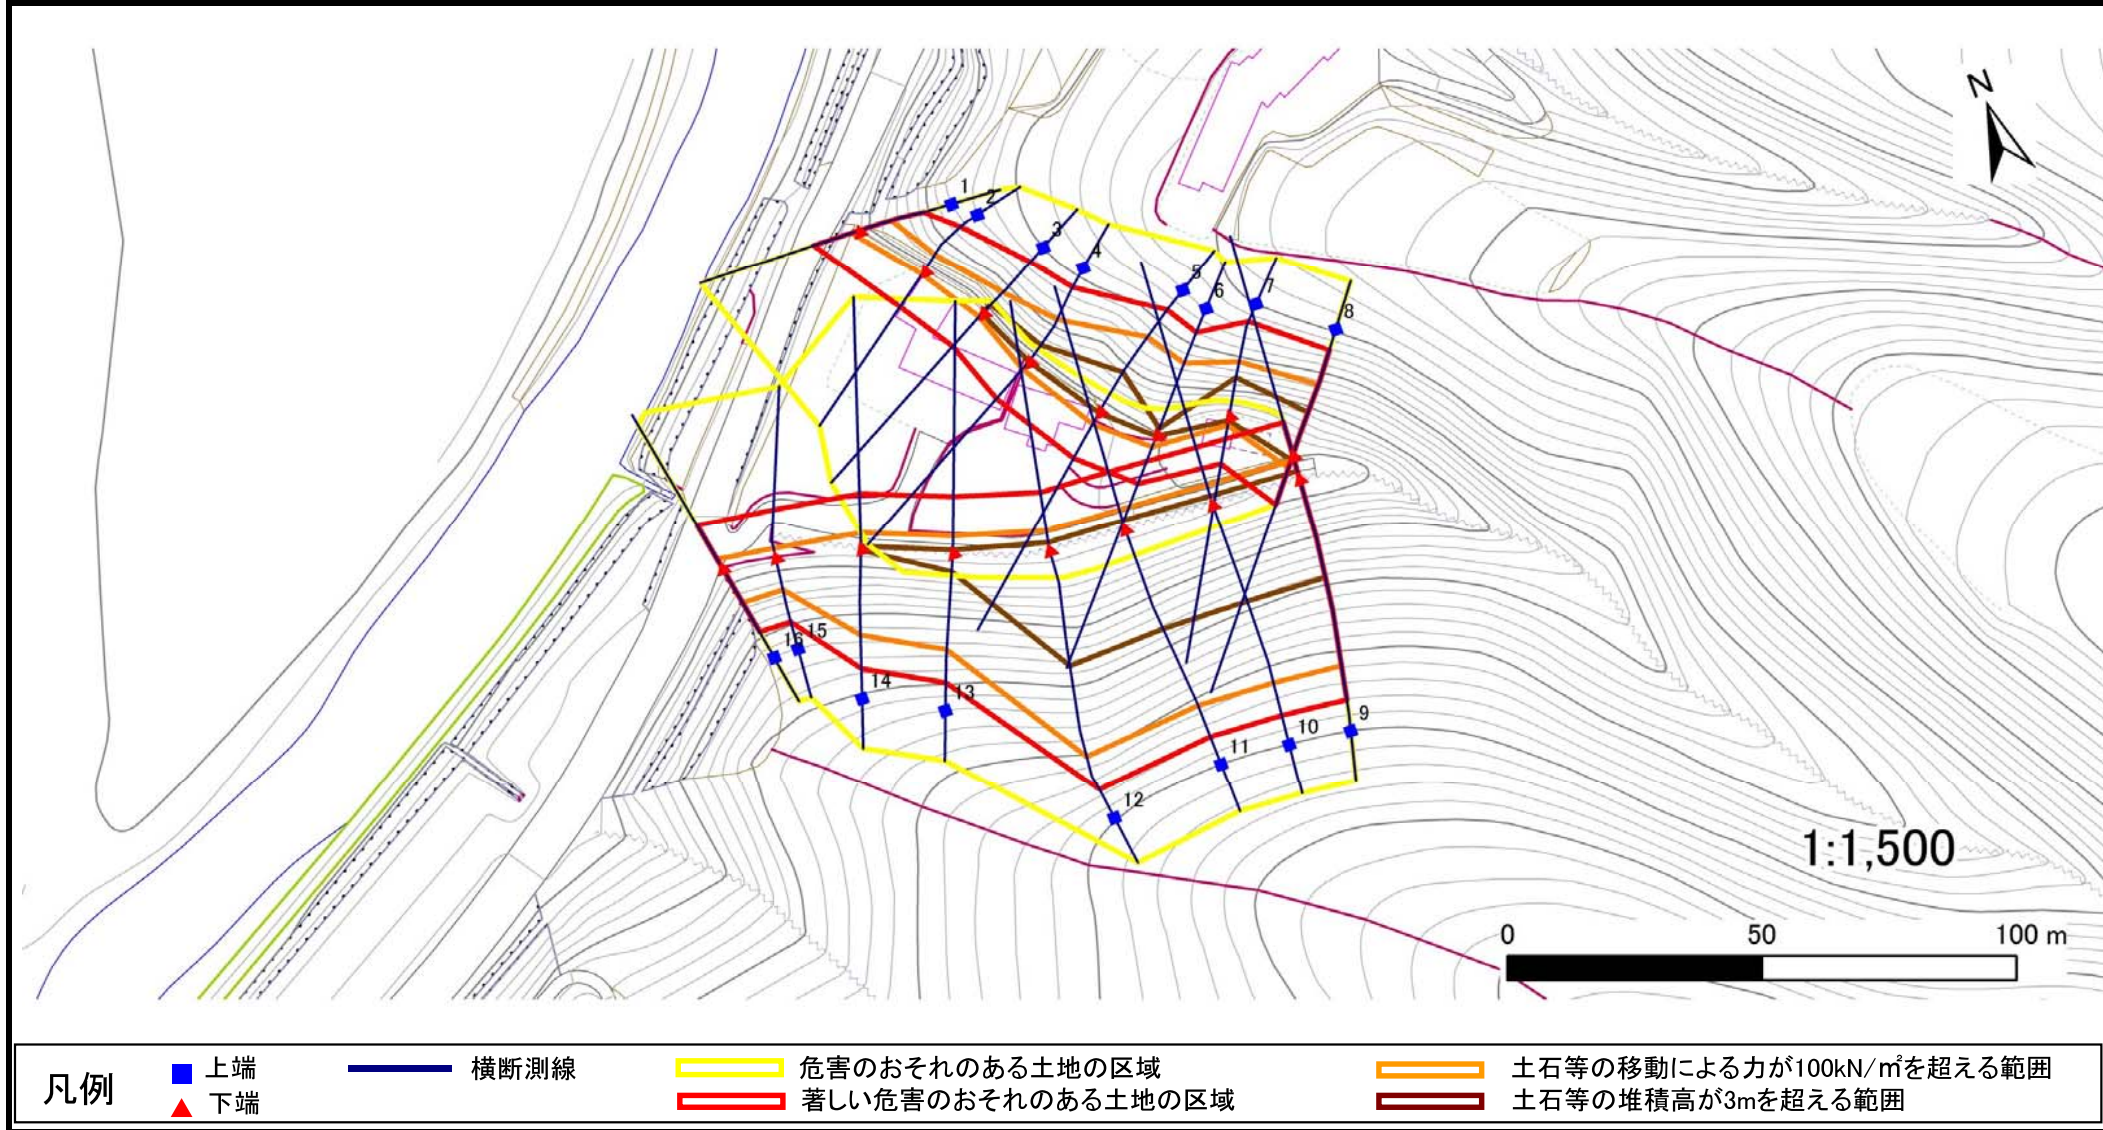 N
1
2
3
4
5
6
7
8
9
10
11
12
13
14
15
16
1:1,500
0 50 100 m
凡例
上端
下端
横断測線
危害のおそれのある土地の区域
著しい危害のおそれのある土地の区域
土石等の移動による力が100kN/㎡を超える範囲
土石等の堆積高が3mを超える範囲